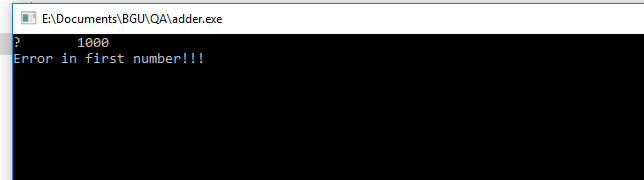 E:\Documents\BGU\QA\adder.exe
?       1000
Error in first number!!!